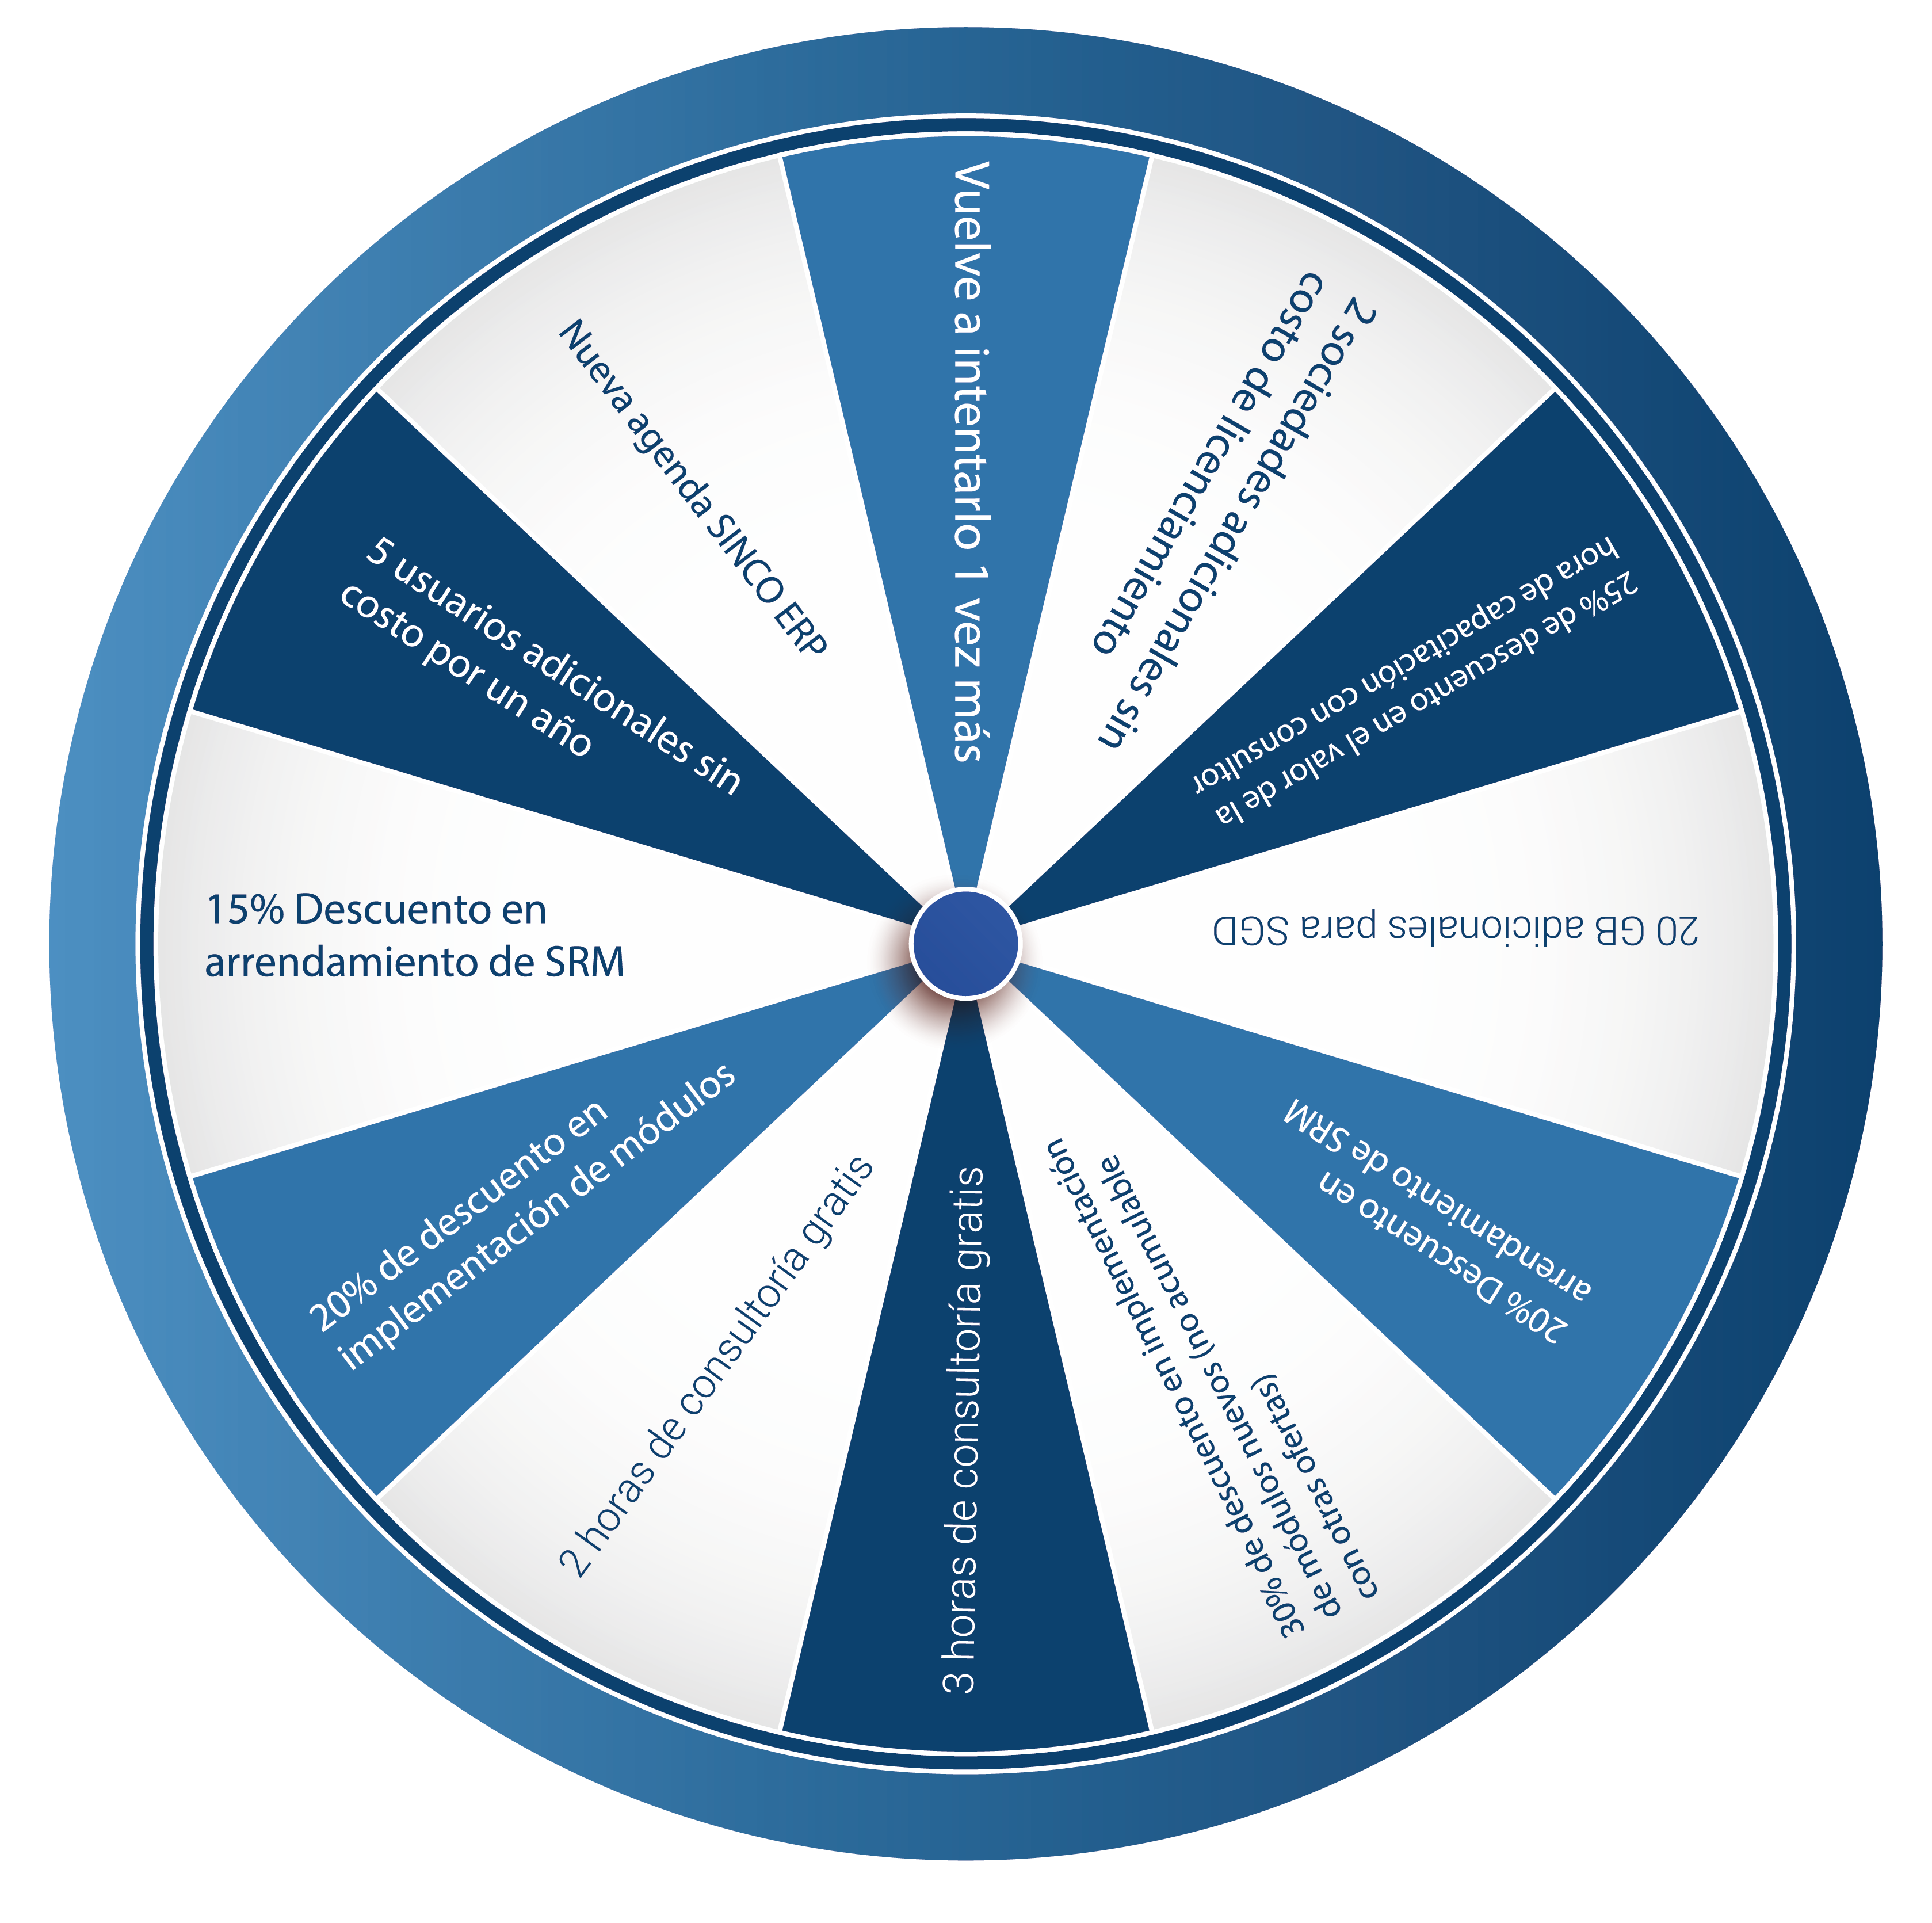 Vuelve a intentarlo 1 vez más
2 sociedades adicionales sin
costo de licenciamiento
25% de descuento en el valor de la
hora de capacitación con consultor
20 GB adicionales para SGD
20% Descuento en
arrendamiento de SRM
30% de descuento en implementación
de módulos nuevos (no acumulable
con otras ofertas)
3 horas de consultoría gratis
2 horas de consultoría gratis
20% de descuento en
implementación de módulos
15% Descuento en
arrendamiento de SRM
5 usuarios adicionales sin
costo por un año
Nueva agenda SINCO ERP